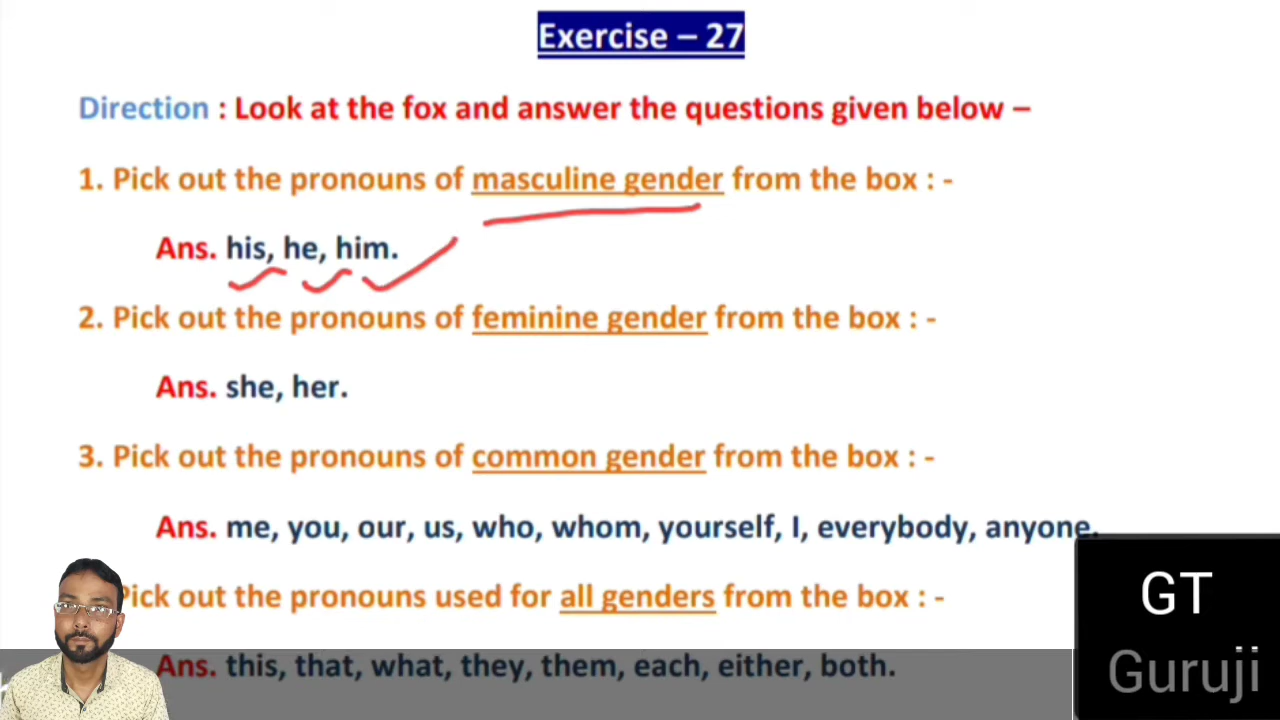 Exercise – 27
Direction : Look at the fox and answer the questions given below –
1. Pick out the pronouns of masculine gender from the box : -
Ans. his, he, him.
2. Pick out the pronouns of feminine gender from the box : -
Ans. she, her.
3. Pick out the pronouns of common gender from the box : -
Ans. me, you, our, us, who, whom, yourself, I, everybody, anyone.
Pick out the pronouns used for all genders from the box : -
Ans. this, that, what, they, them, each, either, both.
GT
Guruji